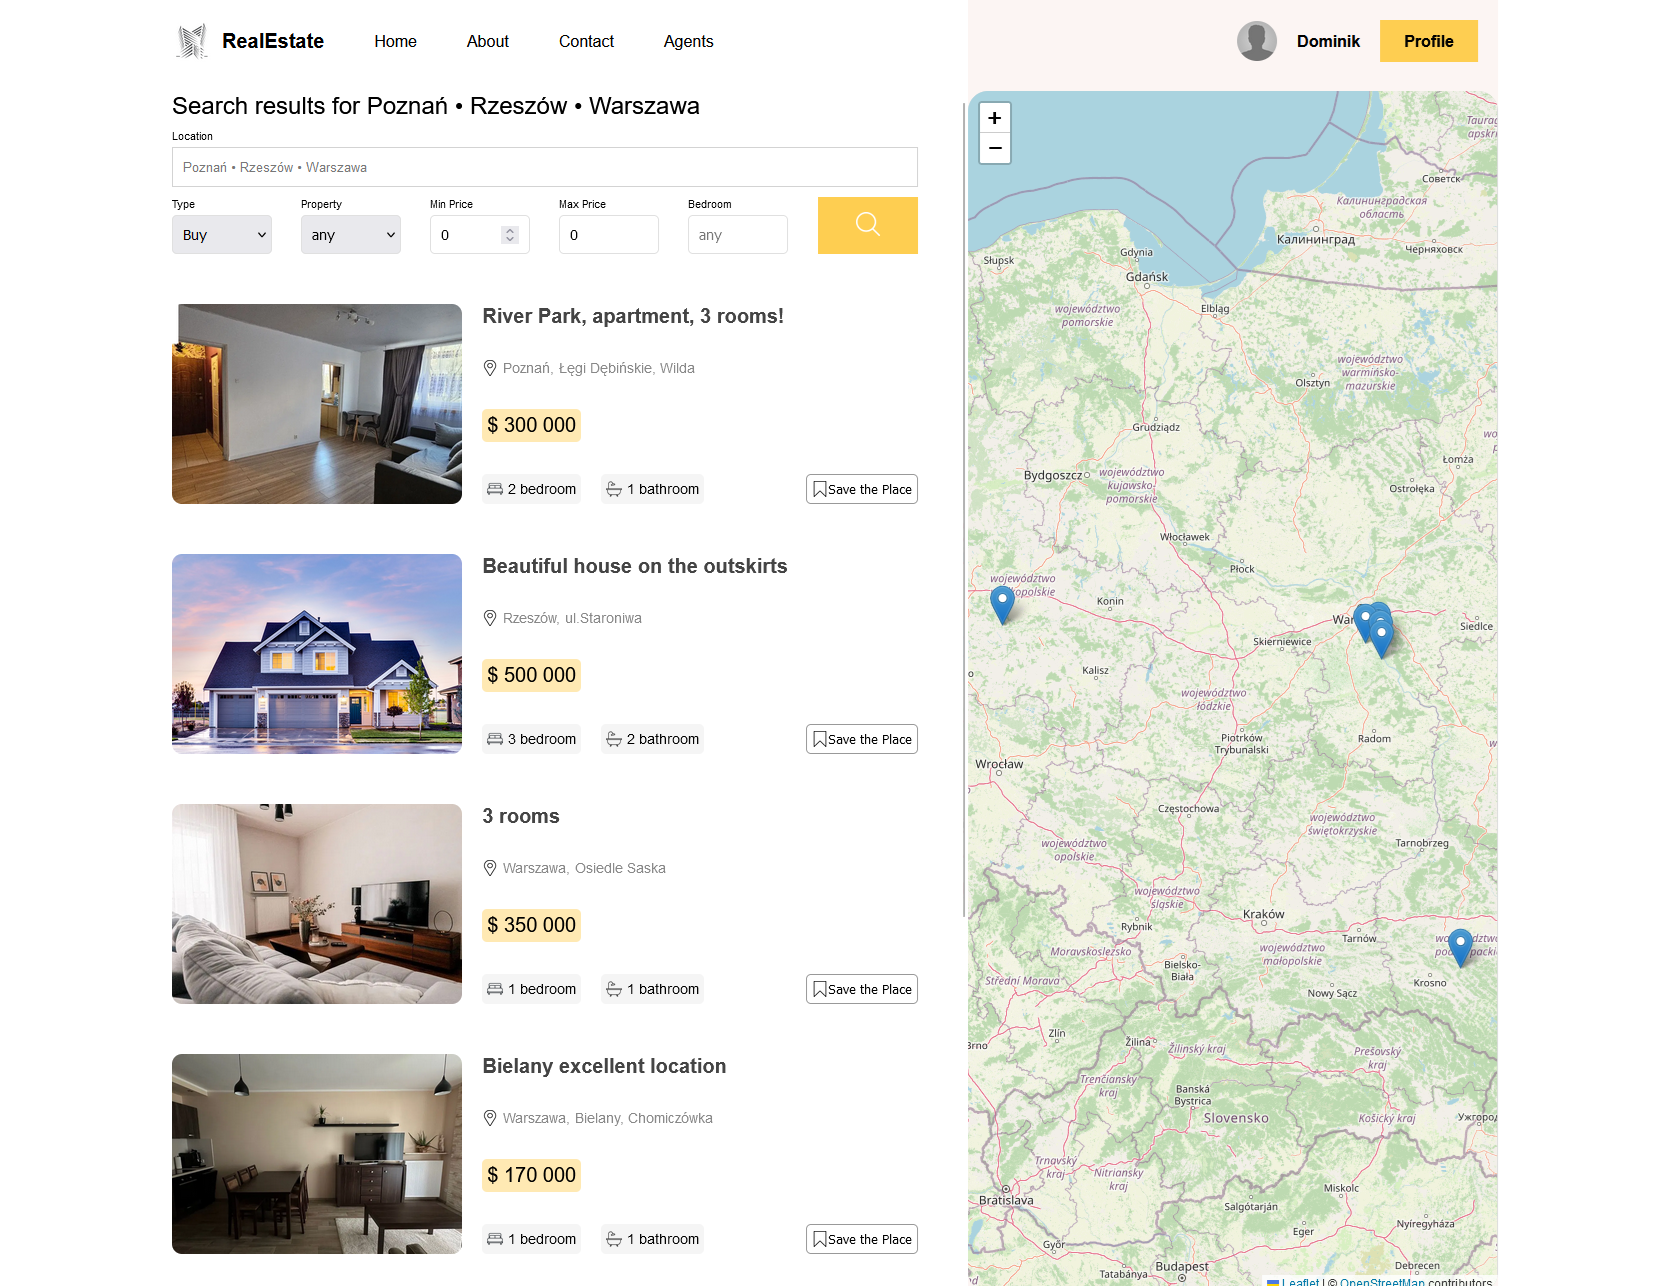 RealEstate
Home
About
Contact
Agents
Dominik
Profile
Search results for Poznań • Rzeszów • Warszawa
Location
Poznań • Rzeszów • Warszawa
Type
Property
Min Price
Max Price
Bedroom
Buy
any
0
0
any
River Park, apartment, 3 rooms!
Poznań, Łęgi Dębińskie, Wilda
$ 300 000
2 bedroom
1 bathroom
Save the Place
Beautiful house on the outskirts
Rzeszów, ul.Staroniwa
$ 500 000
3 bedroom
2 bathroom
Save the Place
3 rooms
Warszawa, Osiedle Saska
$ 350 000
1 bedroom
1 bathroom
Save the Place
Bielany excellent location
Warszawa, Bielany, Chomiczówka
$ 170 000
1 bedroom
1 bathroom
Save the Place
+
−
Taurag
apskri
Советск
Калининградская
область
Калининград
Черняховск
Gdynia
Słupsk
Gdańsk
Elbląg
województwo
pomorskie
województwo
warmińsko-
mazurskie
Olsztyn
Grudziądz
wo
Łomża
Bydgoszcz
województwo
kujawsko-
pomorskie
Ostrołęka
Włocławek
Płock
województwo
Konin
War
Siedlce
Skierniewice
Kalisz
województwo
łódzkie
Piotrków
Trybunalski
Radom
Wrocław
Częstochowa
województwo
świętokrzyskie
województwo
opolskie
Tarnobrzeg
województwo
śląskie
Kraków
Rybnik
Tarnów
Moravskoslezsko
województwo
małopolskie
Bielsko-
Biała
Střední Morava
Krosno
Nowy Sącz
Zlín
Brno
Žilina
Žilinský kraj
Prešovský
kraj
Trenčiansky
kraj
Banská
Bystrica
Slovensko
Košický kraj
Ужгород
Trnavský
kraj
Nitriansky
kraj
Bratislava
Miskolc
Salgótarján
Nyíregyháza
Eger
Győr
Debrecen
Tatabánya
Budapest
Leaflet | © OpenStreetMap contributors